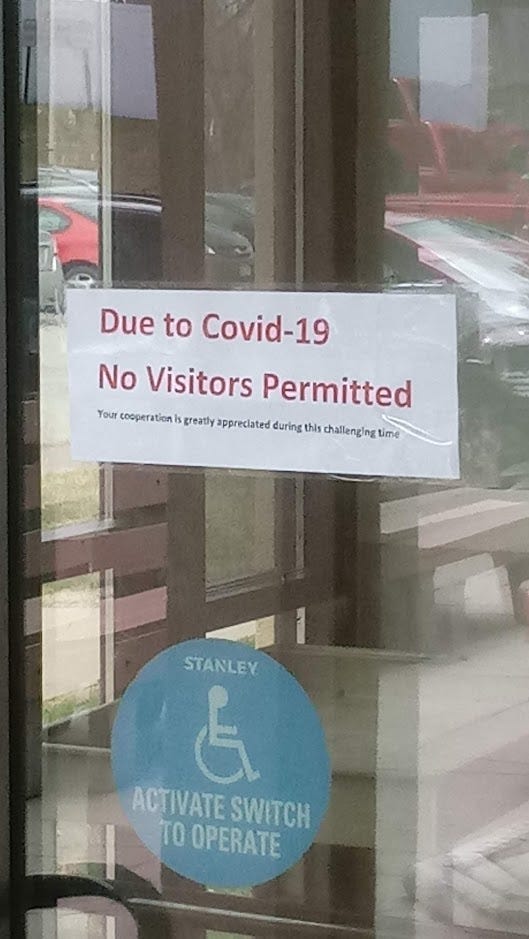 Due to Covid-19
No Visitors Permitted
Your cooperation is greatly appreciated during this challenging time
STANLEY
ACTIVATE SWITCH
TO OPERATE